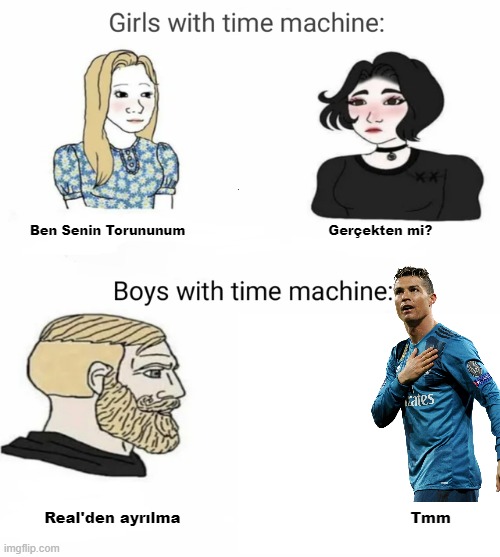 Girls with time machine:
Ben Senin Torununum
Gerçekten mi?
Boys with time machine:
Real'den ayrılma
Tmm
imgflip.com